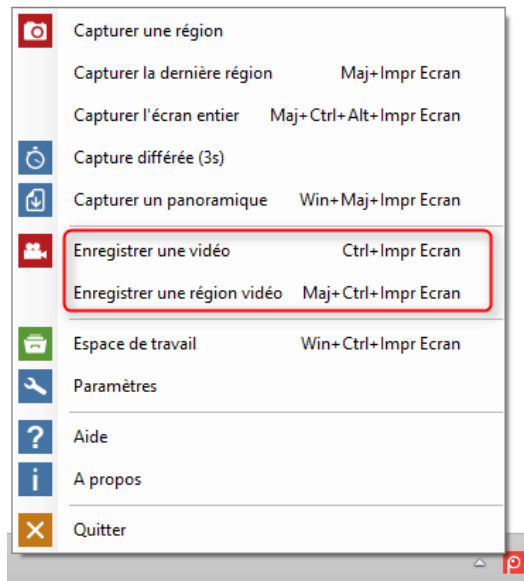 Capturer une région
Capturer la dernière région Maj+Impr Ecran
Capturer l'écran entier Maj+Ctrl+Alt+Impr Ecran
Capture différée (3s)
Capturer un panoramique Win+Maj+Impr Ecran
Enregistrer une vidéo Ctrl+Impr Ecran
Enregistrer une région vidéo Maj+Ctrl+Impr Ecran
Espace de travail Win+Ctrl+Impr Ecran
Paramètres
Aide
A propos
Quitter